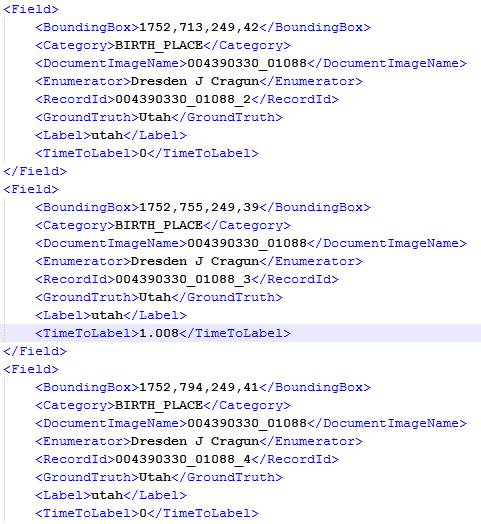 <Field>
<BoundingBox>1752,713,249,42</BoundingBox>
<Category>BIRTH_PLACE</Category>
<DocumentImageName>004390330_01088</DocumentImageName>
<Enumerator>Dresden J Cragun</Enumerator>
<RecordId>004390330_01088_2</RecordId>
<GroundTruth>Utah</GroundTruth>
<Label>utah</Label>
<TimeToLabel>0</TimeToLabel>
</Field>
<Field>
<BoundingBox>1752,755,249,39</BoundingBox>
<Category>BIRTH_PLACE</Category>
<DocumentImageName>004390330_01088</DocumentImageName>
<Enumerator>Dresden J Cragun</Enumerator>
<RecordId>004390330_01088_3</RecordId>
<GroundTruth>Utah</GroundTruth>
<Label>utah</Label>
<TimeToLabel>1.008</TimeToLabel>
</Field>
<Field>
<BoundingBox>1752,794,249,41</BoundingBox>
<Category>BIRTH_PLACE</Category>
<DocumentImageName>004390330_01088</DocumentImageName>
<Enumerator>Dresden J Cragun</Enumerator>
<RecordId>004390330_01088_4</RecordId>
<GroundTruth>Utah</GroundTruth>
<Label>utah</Label>
<TimeToLabel>0</TimeToLabel>